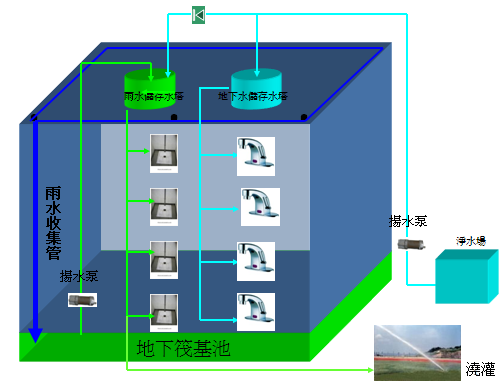 雨水儲存水塔
地下水儲存水塔
雨水收集管
揚水泵
淨水場
揚水泵
地下筏基池
澆灌